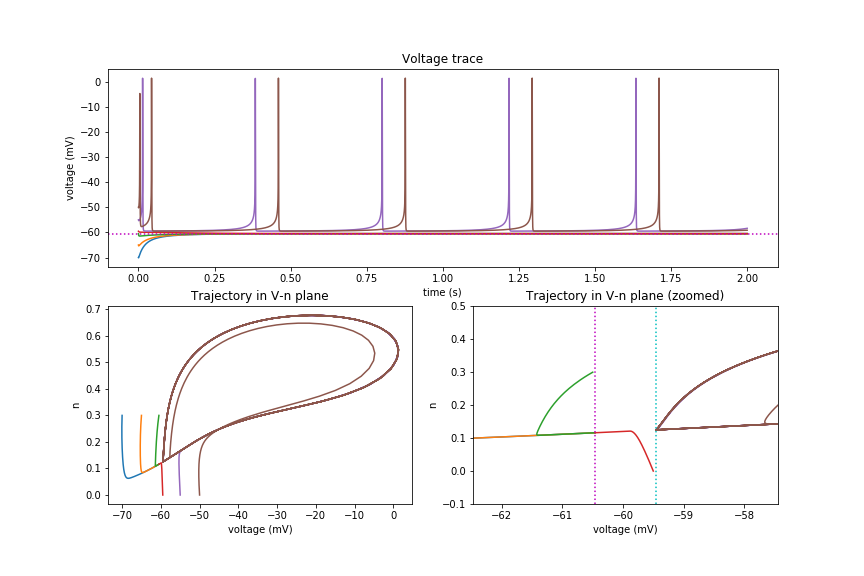 Voltage trace
voltage (mV)
0
−10
−20
−30
−40
−50
−60
−70
0.00 0.25 0.50 0.75 1.00 1.25 1.50 1.75 2.00
time (s)
Trajectory in V-n plane
n
0.7
0.6
0.5
0.4
0.3
0.2
0.1
0.0
−70 −60 −50 −40 −30 −20 −10 0
voltage (mV)
Trajectory in V-n plane (zoomed)
n
0.5
0.4
0.3
0.2
0.1
0.0
−0.1
−62 −61 −60 −59 −58
voltage (mV)